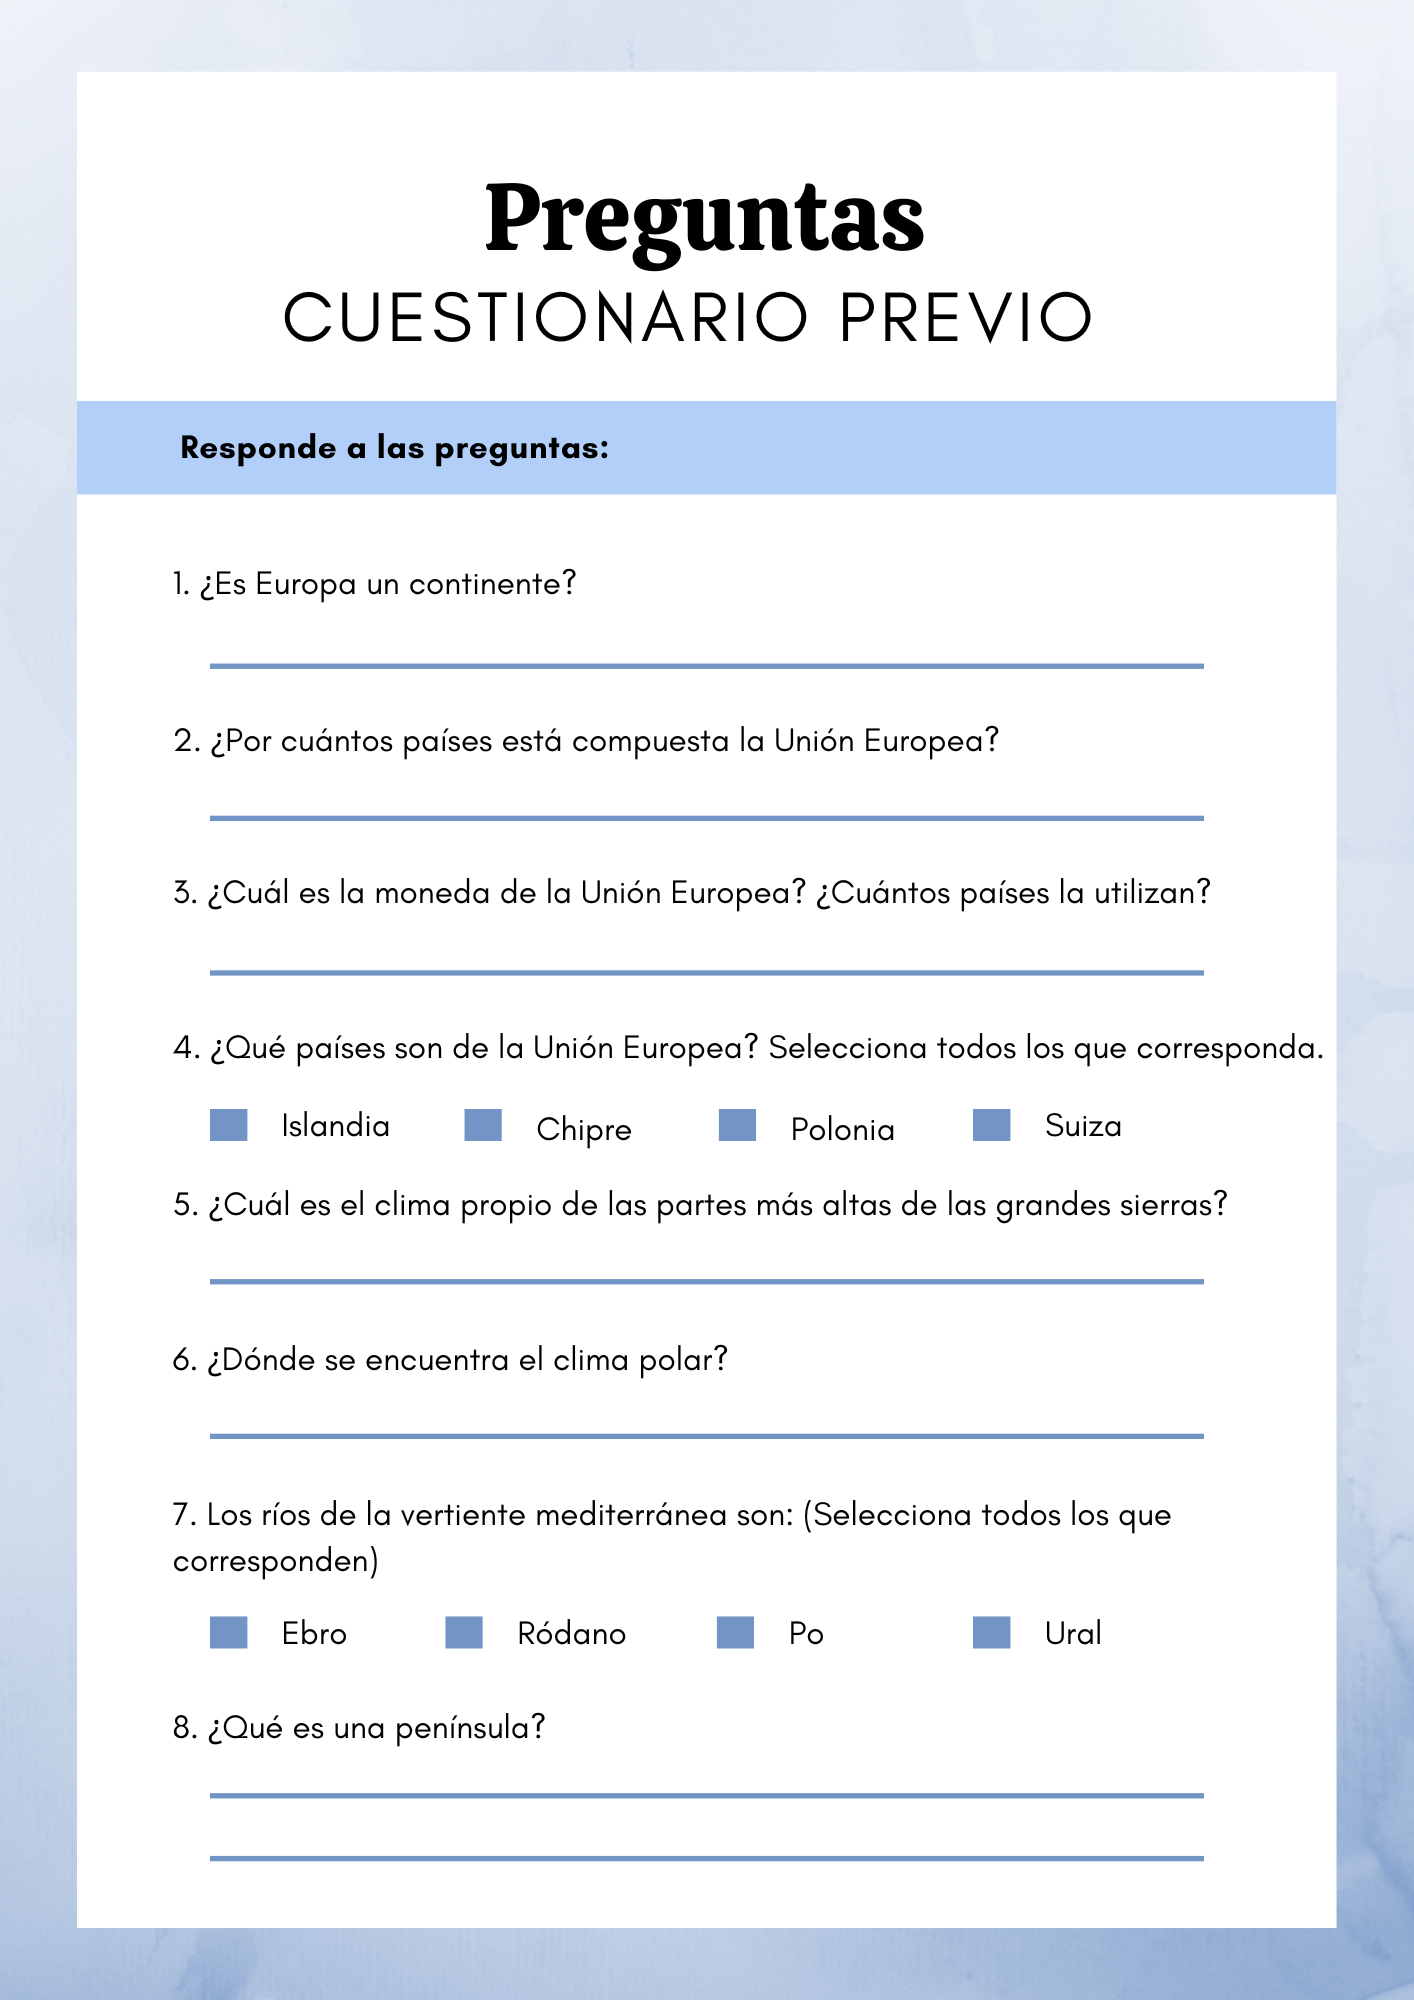 Preguntas
CUESTIONARIO PREVIO
Responde a las preguntas:
1. ¿Es Europa un continente?
2. ¿Por cuántos países está compuesta la Unión Europea?
3. ¿Cuál es la moneda de la Unión Europea? ¿Cuántos países la utilizan?
4. ¿Qué países son de la Unión Europea? Selecciona todos los que corresponda.
Islandia Chipre Polonia Suiza
5. ¿Cuál es el clima propio de las partes más altas de las grandes sierras?
6. ¿Dónde se encuentra el clima polar?
7. Los ríos de la vertiente mediterránea son: (Selecciona todos los que
corresponden)
Ebro Ródano Po Ural
8. ¿Qué es una península?